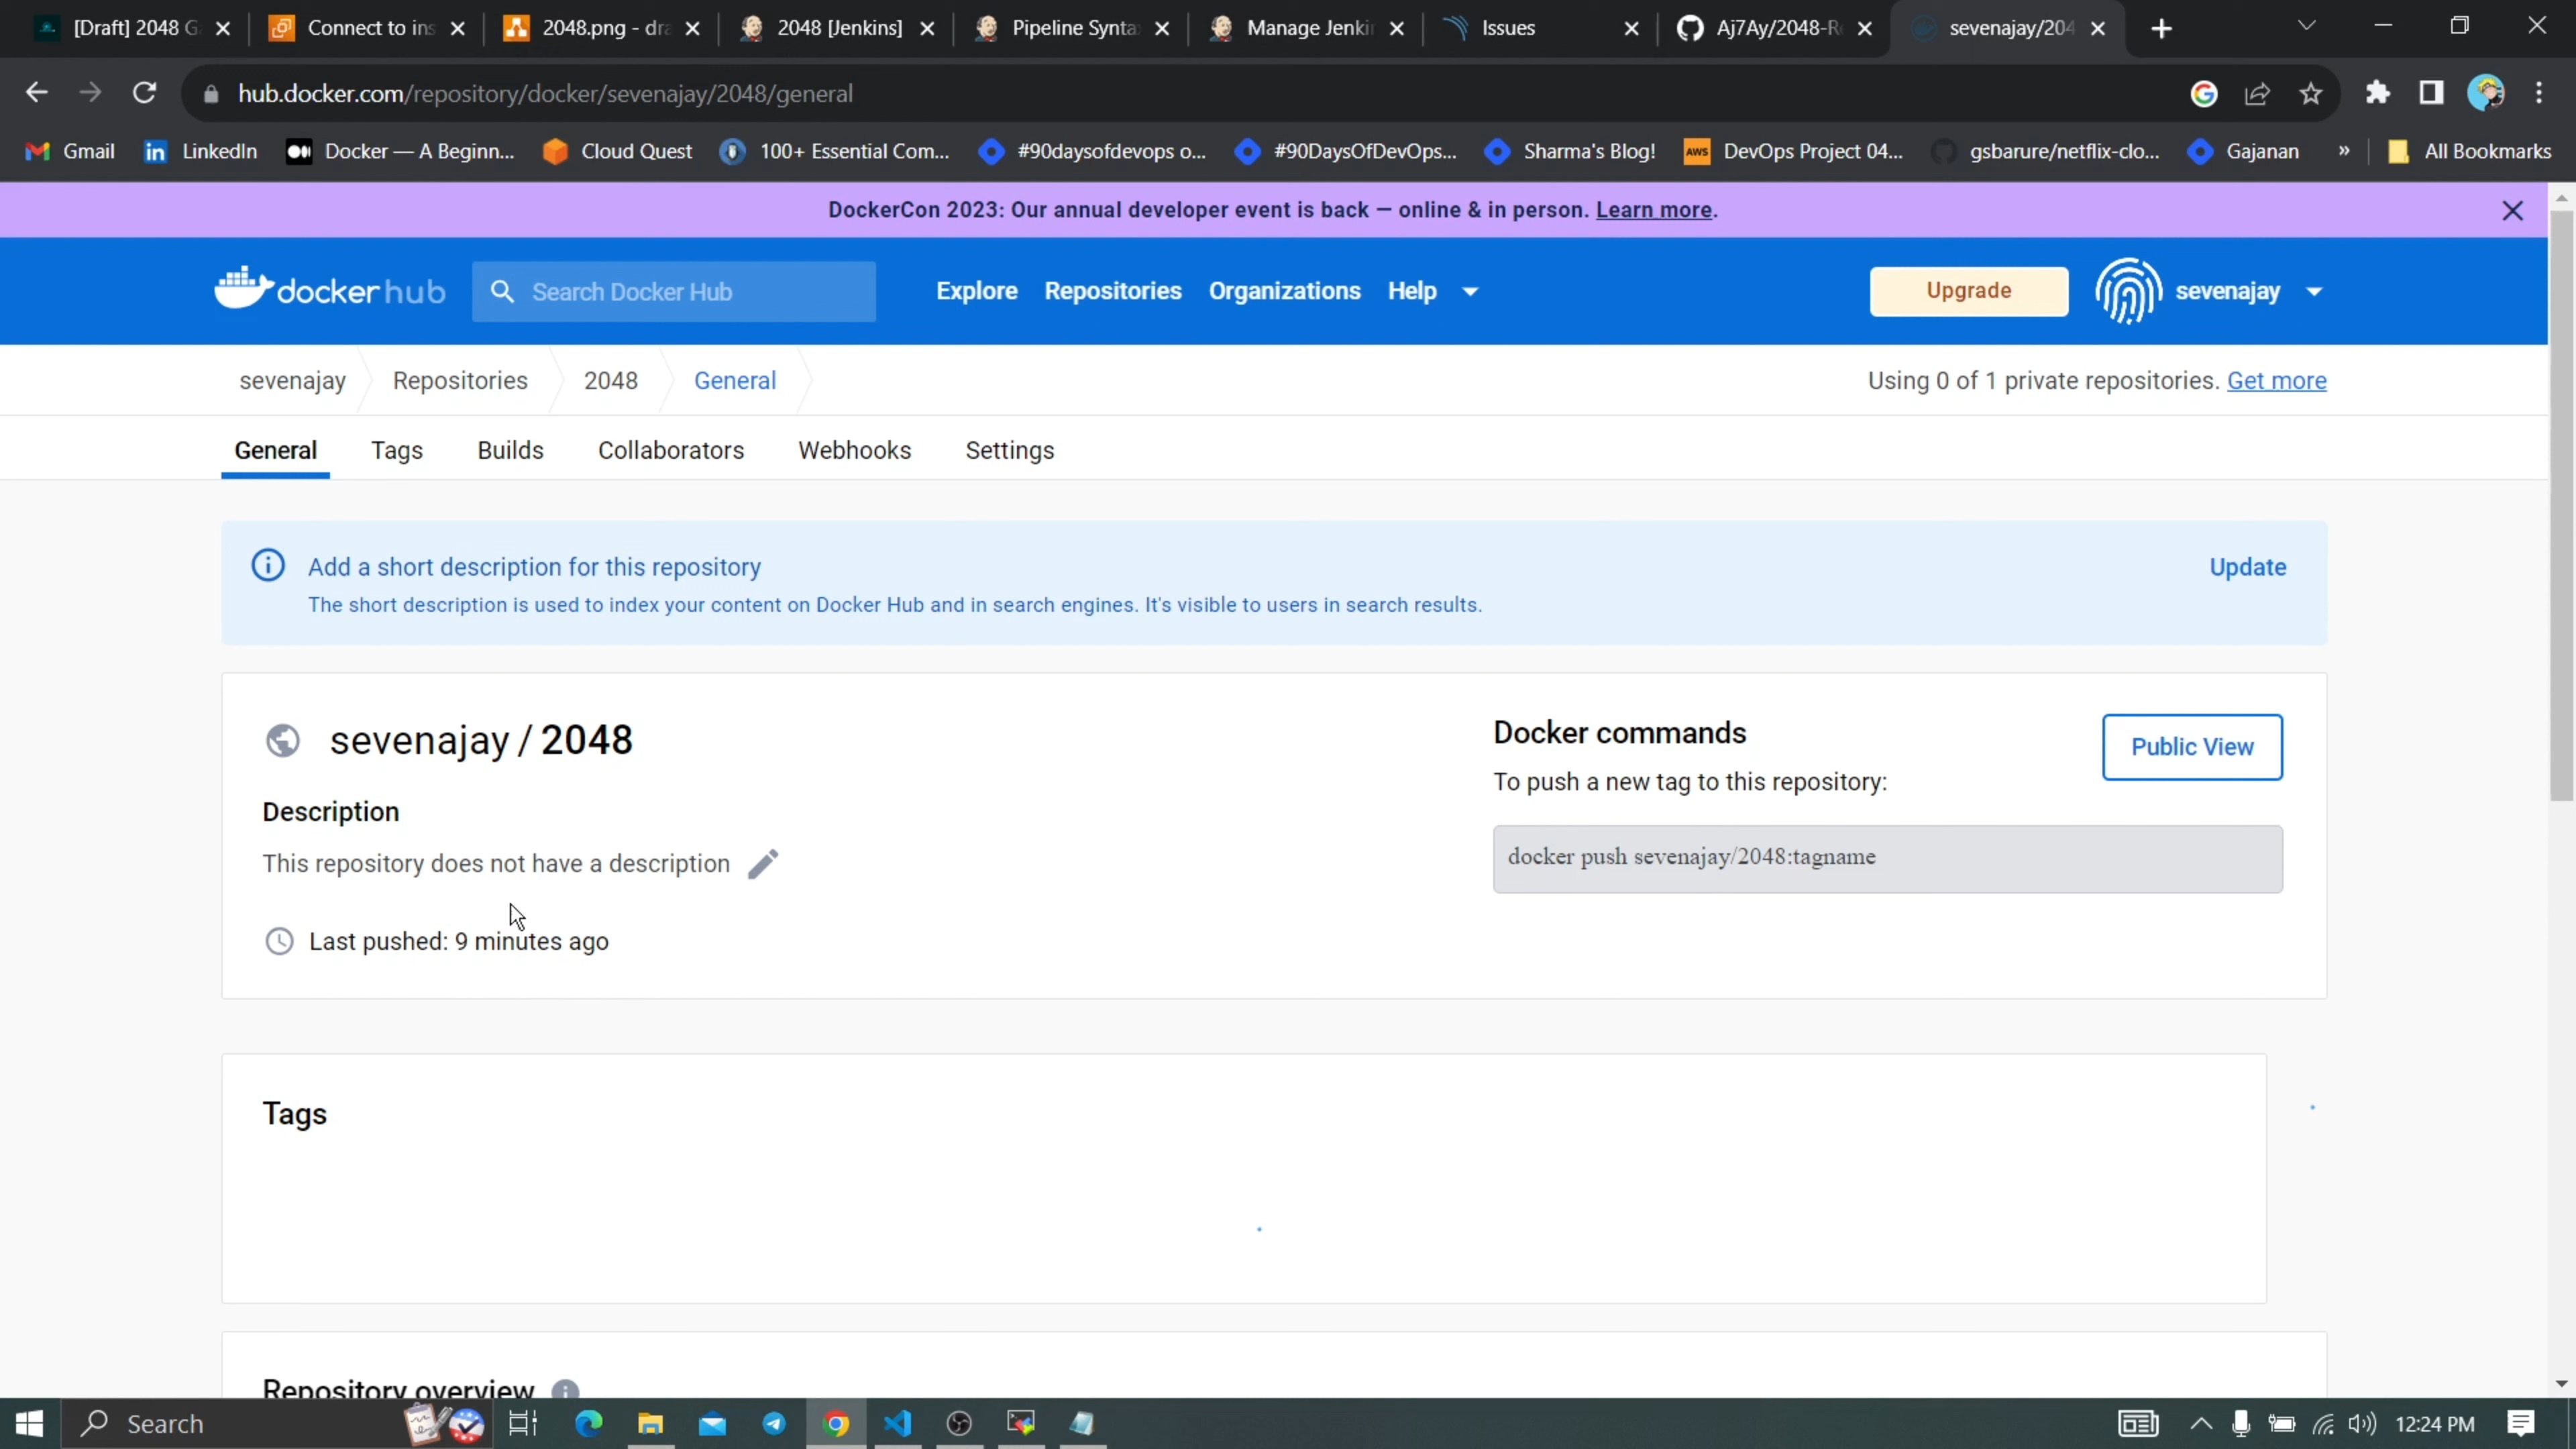 [Draft] 2048 G
Connect to ins
2048.png - dra
2048 [Jenkins]
Pipeline Synta
Manage Jenkin
Issues
Aj7Ay/2048-Re
sevenajay/204
hub.docker.com/repository/docker/sevenajay/2048/general
Gmail
LinkedIn
Docker — A Beginn...
Cloud Quest
100+ Essential Com...
#90daysofdevops o...
#90DaysOfDevOps...
Sharma's Blog!
DevOps Project 04...
gsbarure/netflix-clo...
Gajanan
»
All Bookmarks
DockerCon 2023: Our annual developer event is back — online & in person. Learn more.
docker hub
Search Docker Hub
Explore
Repositories
Organizations
Help
Upgrade
sevenajay
sevenajay
Repositories
2048
General
Using 0 of 1 private repositories. Get more
General
Tags
Builds
Collaborators
Webhooks
Settings
Add a short description for this repository
Update
The short description is used to index your content on Docker Hub and in search engines. It's visible to users in search results.
sevenajay / 2048
Docker commands
Public View
To push a new tag to this repository:
Description
This repository does not have a description
docker push sevenajay/2048:tagname
Last pushed: 9 minutes ago
Tags
Repository overview
Search
12:24 PM